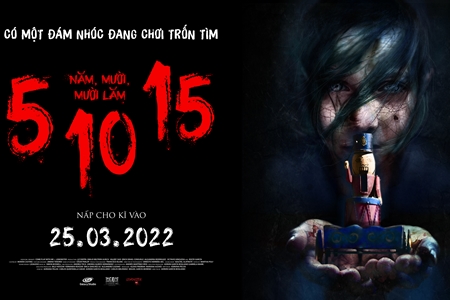 CÓ MỘT ĐÁM NHÓC ĐANG CHƠI TRỐN TÌM
NĂM, MƯỜI,
MƯỜI LĂM
5 10 15
NẤP CHO KĨ VÀO
25.03.2022